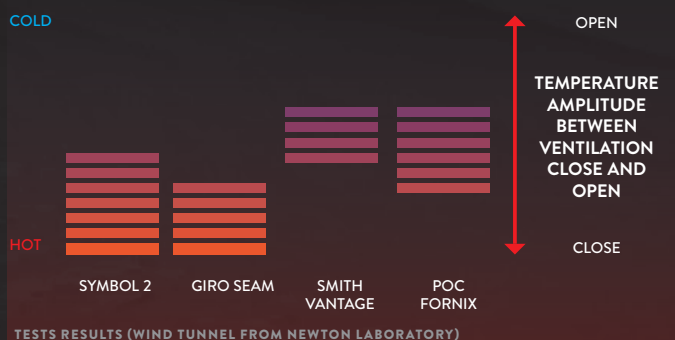 COLD
OPEN
TEMPERATURE
AMPLITUDE
BETWEEN
VENTILATION
CLOSE AND
OPEN
HOT
CLOSE
SYMBOL 2
GIRO SEAM
SMITH
VANTAGE
POC
FORNIX
TESTS RESULTS (WIND TUNNEL FROM NEWTON LABORATORY)